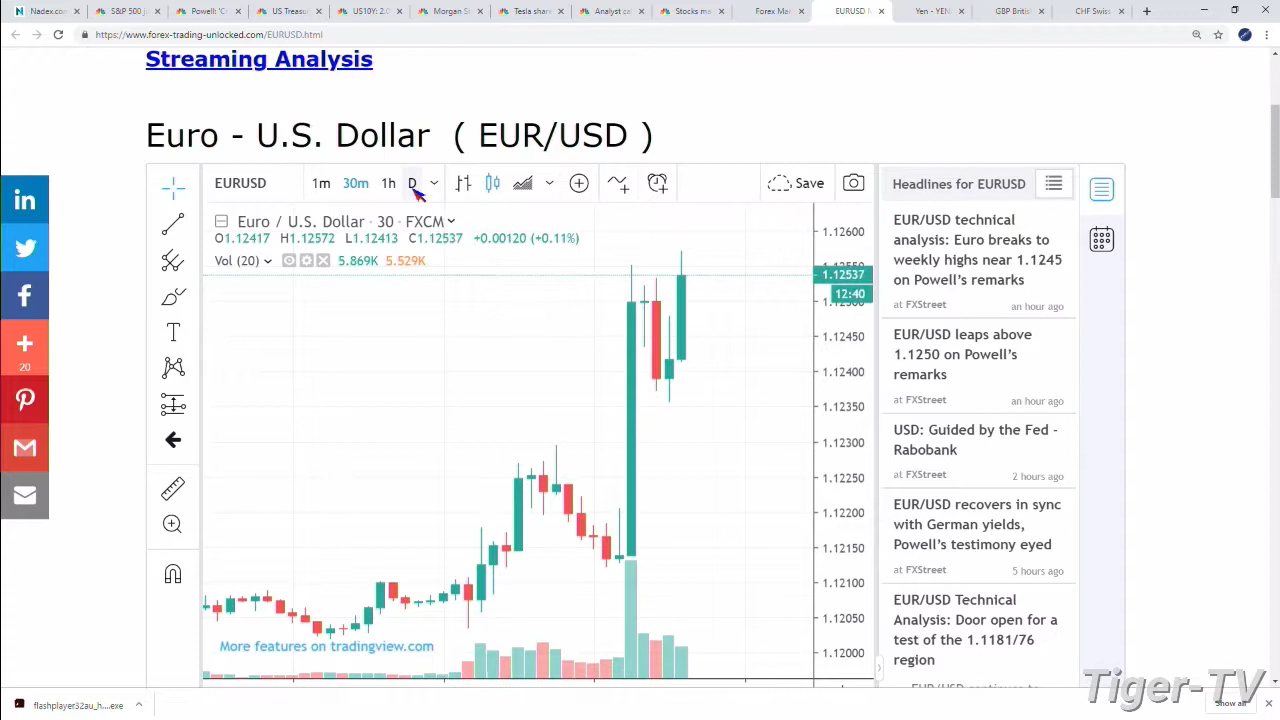 Nadex.com
S&P 500 j
Powell: 'C
US Treasur
US10Y: 2.0
Morgan St
Tesla share
Analyst cal
Stocks ma
Forex Ma
EURUSD
Yen - YEN
GBP Britis
CHF Swiss
https://www.forex-trading-unlocked.com/EURUSD.html
Streaming Analysis
Euro - U.S. Dollar ( EUR/USD )
EURUSD 1m 30m 1h D Save
Euro / U.S. Dollar · 30 · FXCM
O1.12417 H1.12572 L1.12413 C1.12537 +0.00120 (+0.11%)
Vol (20) 5.869K 5.529K
1.12600
1.12537
12:40
1.12450
1.12400
1.12350
1.12300
1.12250
1.12200
1.12150
1.12100
1.12050
1.12000
More features on tradingview.com
Headlines for EURUSD
EUR/USD technical
analysis: Euro breaks to
weekly highs near 1.1245
on Powell's remarks
at FXStreet an hour ago
EUR/USD leaps above
1.1250 on Powell's
remarks
at FXStreet an hour ago
USD: Guided by the Fed -
Rabobank
at FXStreet 2 hours ago
EUR/USD recovers in sync
with German yields,
Powell's testimony eyed
at FXStreet 5 hours ago
EUR/USD Technical
Analysis: Door open for a
test of the 1.1181/76
region
in
f
20
T
Tiger-TV
flashplayer32au_h....exe
Show all